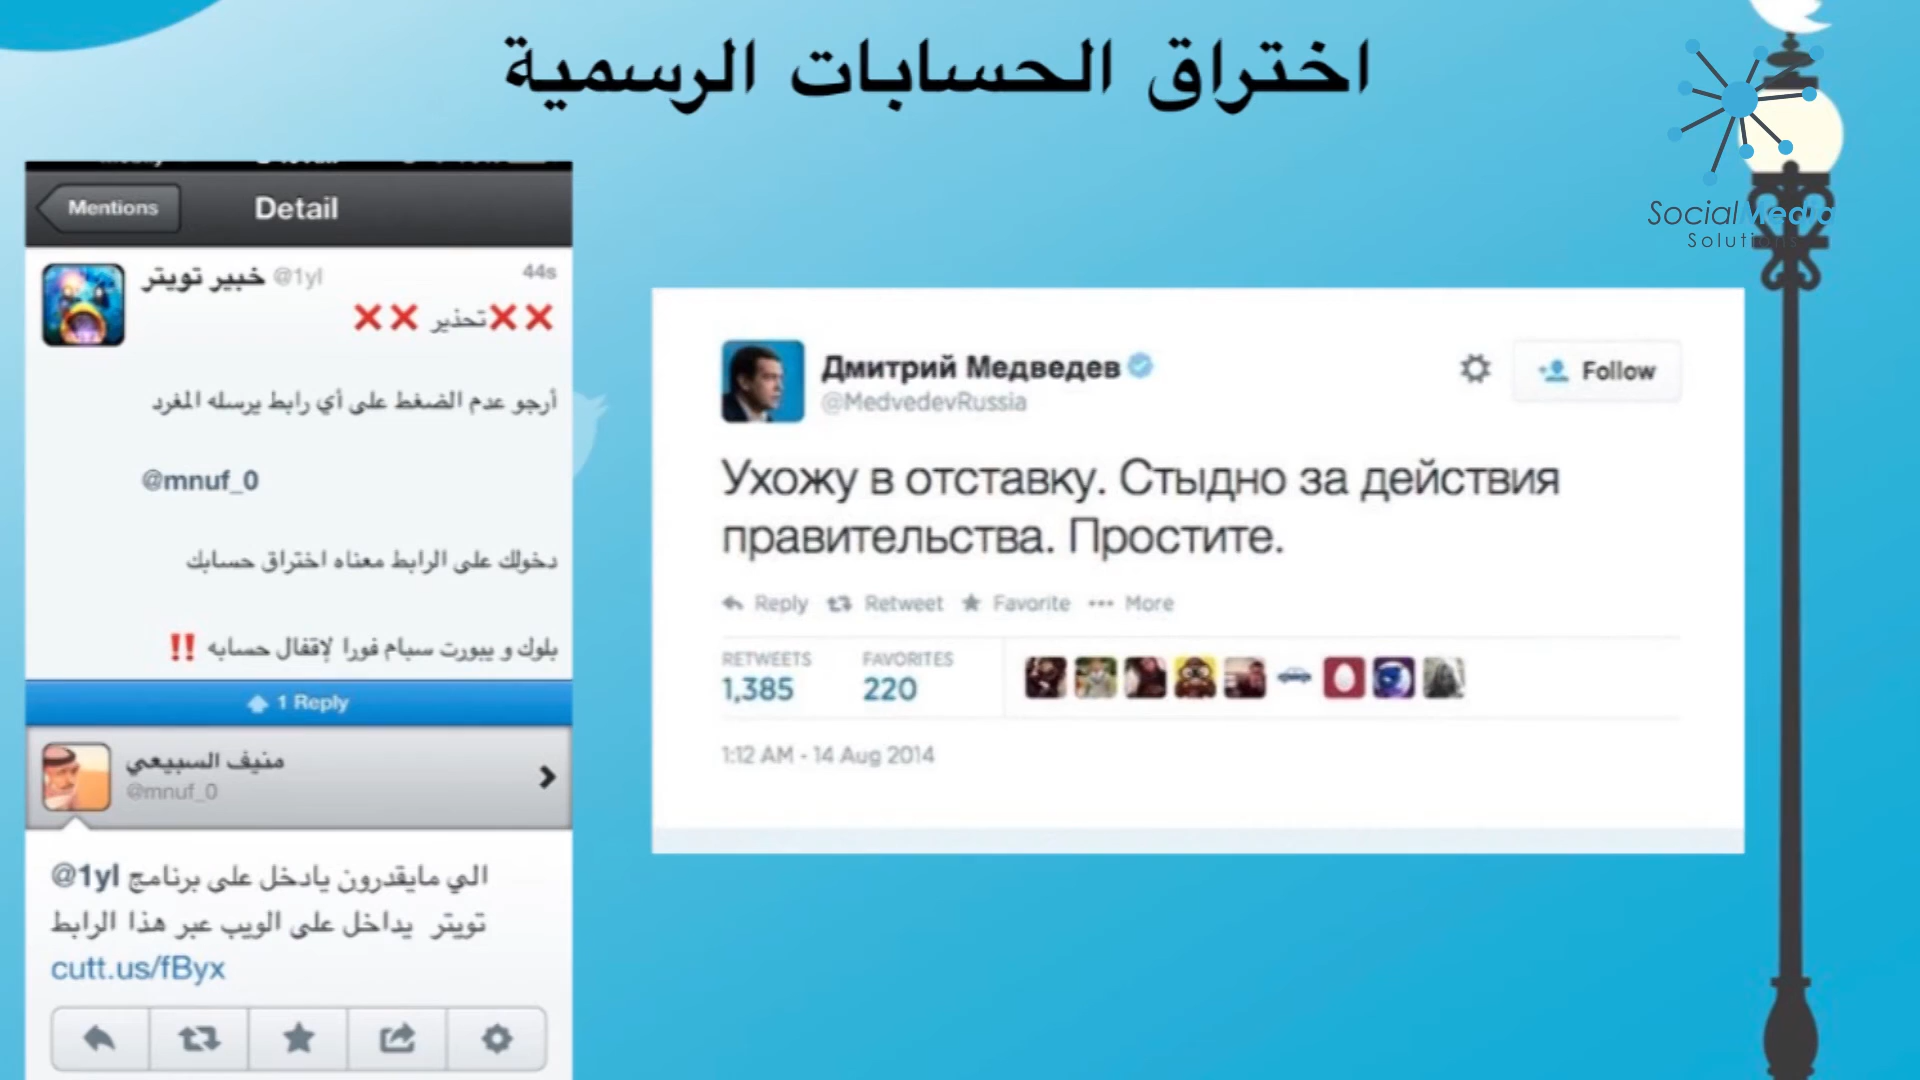 اختراق الحسابات الرسمية
SocialMedia
Solutions
Mentions
Detail
خبير تويتر @1yl
44s
❌❌تحذير ❌❌
أرجو عدم الضغط على أي رابط يرسله المغرد
@mnuf_0
دخولك على الرابط معناه اختراق حسابك
بلوك و بيورت سبام فورا لإقفال حسابه ‼
1 Reply
منيف السبيعي
@mnuf_0
@1yl الي مايقدرون يادخل على برنامج
تويتر يداخل على الويب عبر هذا الرابط
cutt.us/fByx
Дмитрий Медведев
@MedvedevRussia
Follow
Ухожу в отставку. Стыдно за действия
правительства. Простите.
Reply Retweet Favorite More
RETWEETS FAVORITES
1,385 220
1:12 AM - 14 Aug 2014